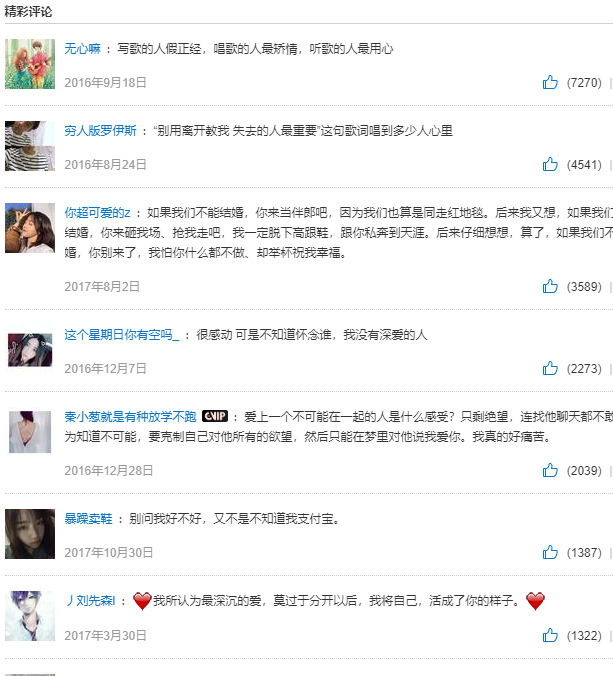 精彩评论
无心嘛 ： 写歌的人假正经，唱歌的人最矫情，听歌的人最用心
2016年9月18日 (7270) |
穷人版罗伊斯 ： “别用离开教我 失去的人最重要”这句歌词唱到多少人心里
2016年8月24日 (4541) |
你超可爱的z ： 如果我们不能结婚，你来当伴郎吧，因为我们也算是同走红地毯。后来我又想，如果我们
结婚，你来砸我场、抢我走吧，我一定脱下高跟鞋，跟你私奔到天涯。后来仔细想想，算了，如果我们不
婚，你别来了，我怕你什么都不做、却举杯祝我幸福。
2017年8月2日 (3589) |
这个星期日你有空吗_ ： 很感动 可是不知道怀念谁，我没有深爱的人
2016年12月7日 (2273) |
秦小葱就是有种放学不跑 CVIP ： 爱上一个不可能在一起的人是什么感受？只剩绝望，连找他聊天都不敢
为知道不可能，要克制自己对他所有的欲望，然后只能在梦里对他说我爱你。我真的好痛苦。
2016年12月28日 (2039) |
暴躁卖鞋 ： 别问我好不好，又不是不知道我支付宝。
2017年10月30日 (1387) |
丿刘先森l ： ❤我所认为最深沉的爱，莫过于分开以后，我将自己，活成了你的样子。❤
2017年3月30日 (1322) |